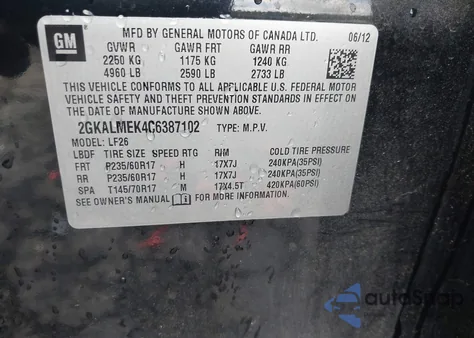 GM
MFD BY GENERAL MOTORS OF CANADA LTD. 06/12
GVWR GAWR FRT GAWR RR
2250 KG 1175 KG 1240 KG
4960 LB 2590 LB 2733 LB
THIS VEHICLE CONFORMS TO ALL APPLICABLE U.S. FEDERAL MOTOR
VEHICLE SAFETY, BUMPER, AND THEFT PREVENTION STANDARDS IN EFFECT ON
THE DATE OF MANUFACTURE SHOWN ABOVE.
2GKALMEK4C6387102 TYPE: M.P.V.
MODEL: LF26
LBDF TIRE SIZE SPEED RTG RIM COLD TIRE PRESSURE
FRT P235/60R17 H 17X7J 240KPA(35PSI)
RR P235/60R17 H 17X7J 240KPA(35PSI)
SPA T145/70R17 M 17X4.5T 420KPA(60PSI)
SEE OWNER'S MANUAL FOR MORE INFORMATION.
autoSnap